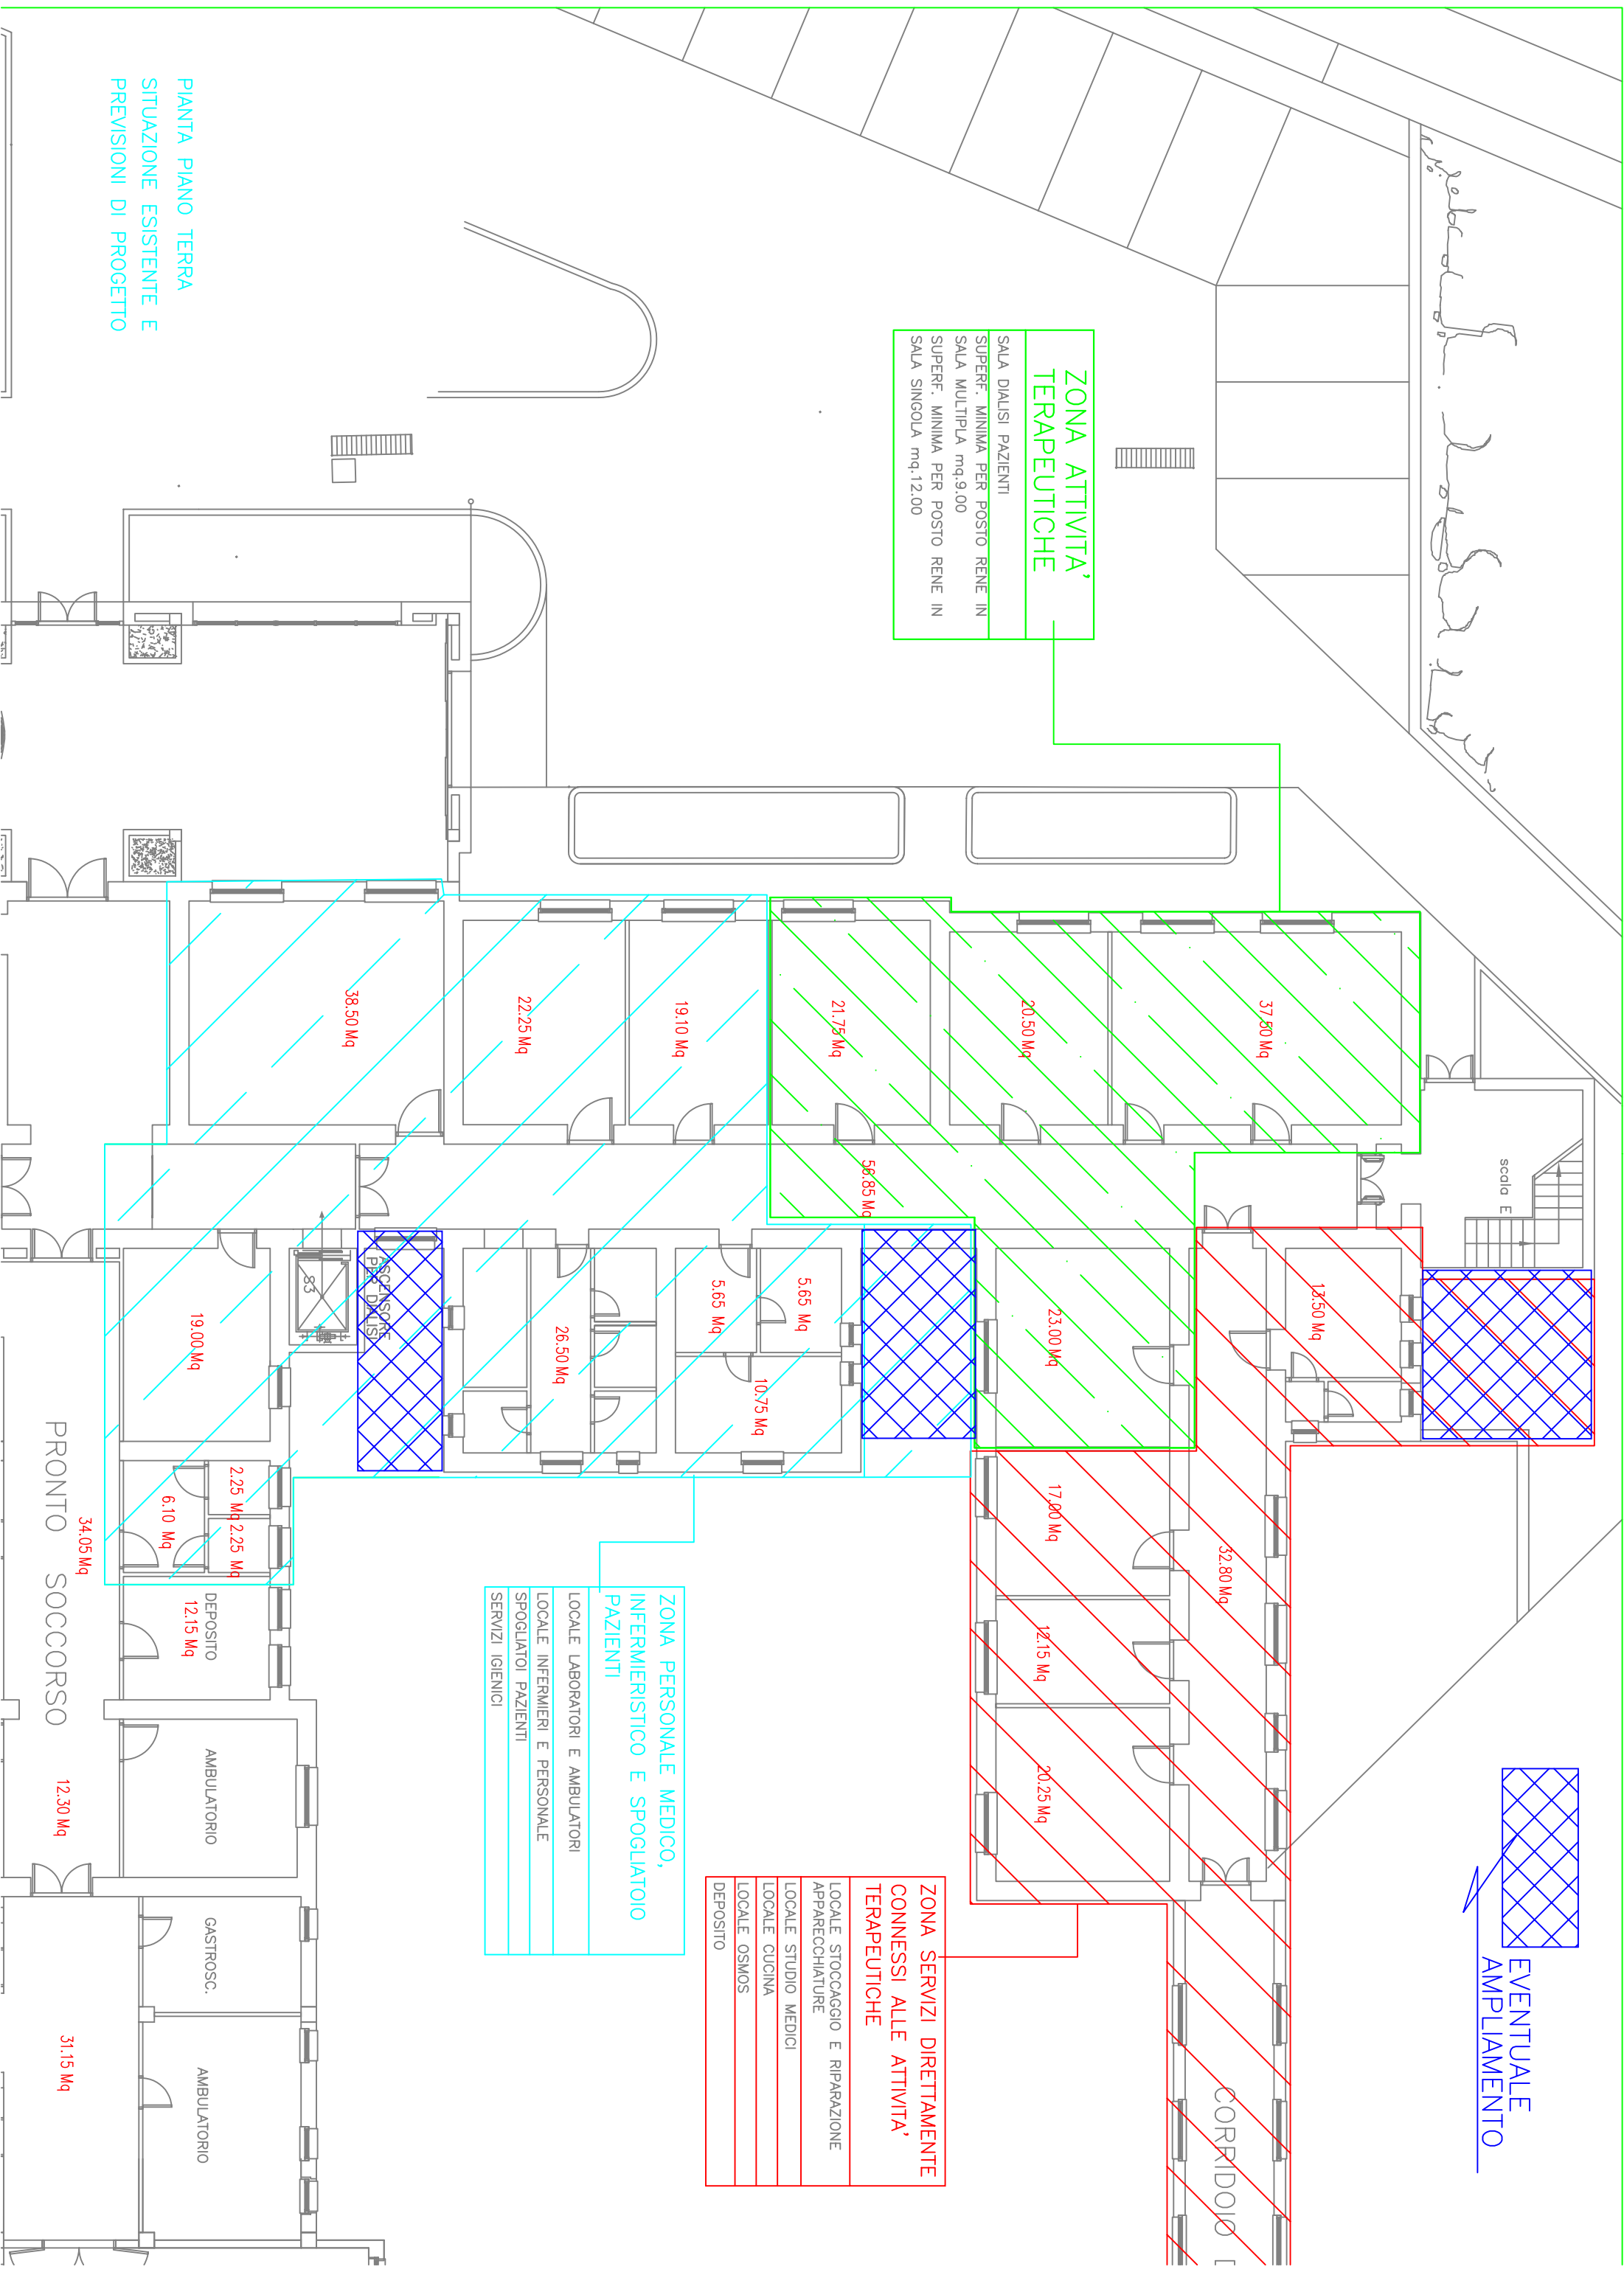 PIANTA PIANO TERRA
SITUAZIONE ESISTENTE E
PREVISIONI DI PROGETTO
ZONA ATTIVITA'
TERAPEUTICHE
SALA DIALISI PAZIENTI
SUPERF. MINIMA PER POSTO RENE IN
SALA MULTIPLA mq.9.00
SUPERF. MINIMA PER POSTO RENE IN
SALA SINGOLA mq.12.00
scala E
37.50 Mq
20.50 Mq
21.75 Mq
19.10 Mq
22.25 Mq
38.50 Mq
56.85 Mq
13.50 Mq
23.00 Mq
5.65 Mq
5.65 Mq
10.75 Mq
26.50 Mq
ASCENSORE
PER DIALISI
S3
19.00 Mq
2.25 Mq
2.25 Mq
6.10 Mq
32.80 Mq
17.00 Mq
12.15 Mq
20.25 Mq
34.05 Mq
PRONTO SOCCORSO
DEPOSITO
12.15 Mq
AMBULATORIO
12.30 Mq
GASTROSC.
AMBULATORIO
31.15 Mq
ZONA PERSONALE MEDICO,
INFERMIERISTICO E SPOGLIATOIO
PAZIENTI
LOCALE LABORATORI E AMBULATORI
LOCALE INFERMIERI E PERSONALE
SPOGLIATOI PAZIENTI
SERVIZI IGIENICI
ZONA SERVIZI DIRETTAMENTE
CONNESSI ALLE ATTIVITA'
TERAPEUTICHE
LOCALE STOCCAGGIO E RIPARAZIONE
APPARECCHIATURE
LOCALE STUDIO MEDICI
LOCALE CUCINA
LOCALE OSMOS
DEPOSITO
EVENTUALE
AMPLIAMENTO
CORRIDOIO